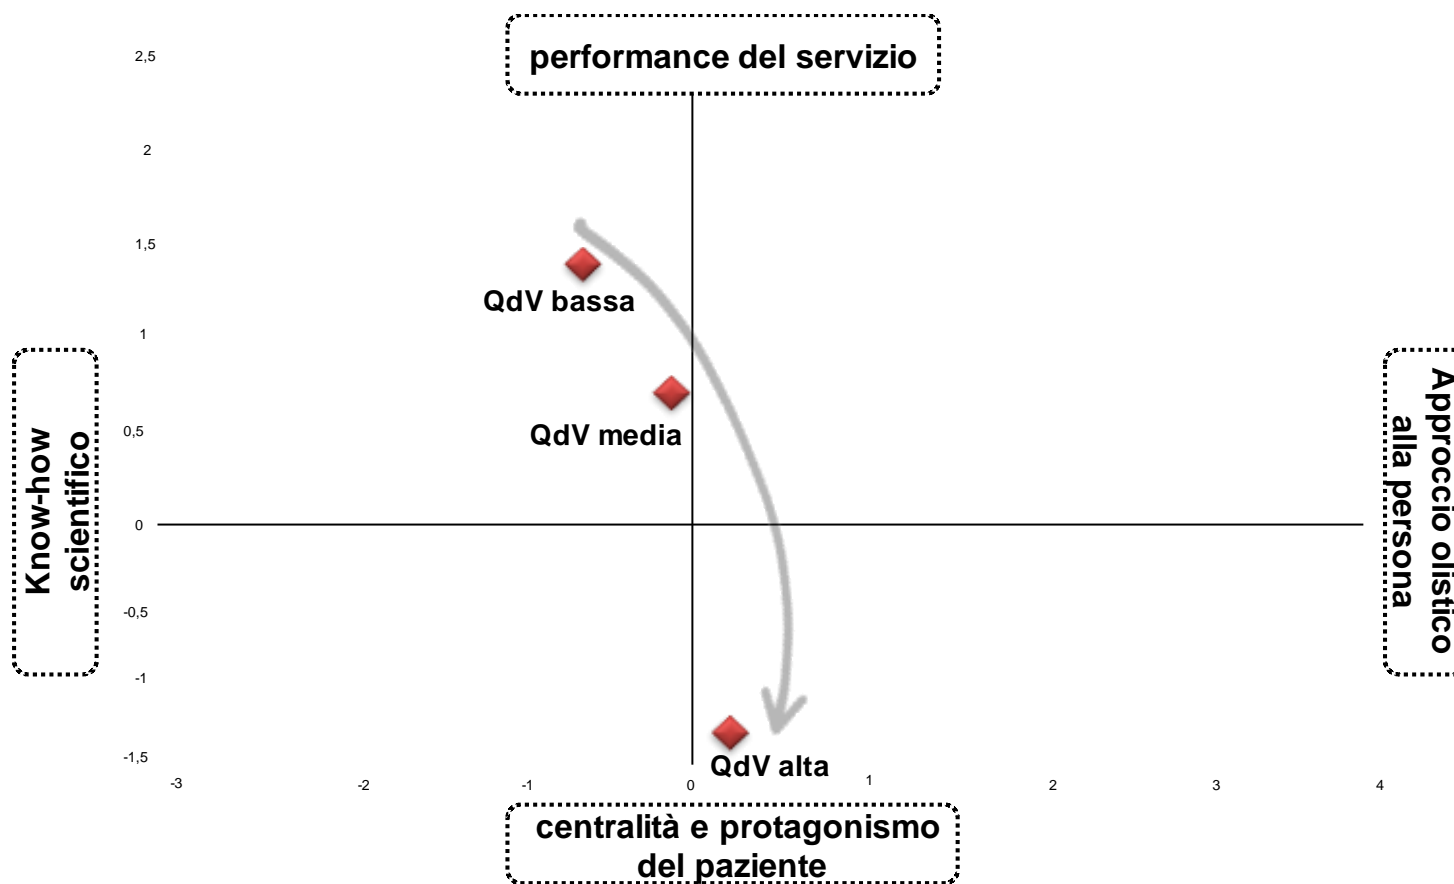 performance del servizio
2,5
2
1,5
QdV bassa
1
QdV media
0,5
Know-how
scientifico
Approccio olistico
alla persona
0
-0,5
-1
-1,5
QdV alta
-3
-2
-1
0
1
2
3
4
centralità e protagonismo
del paziente